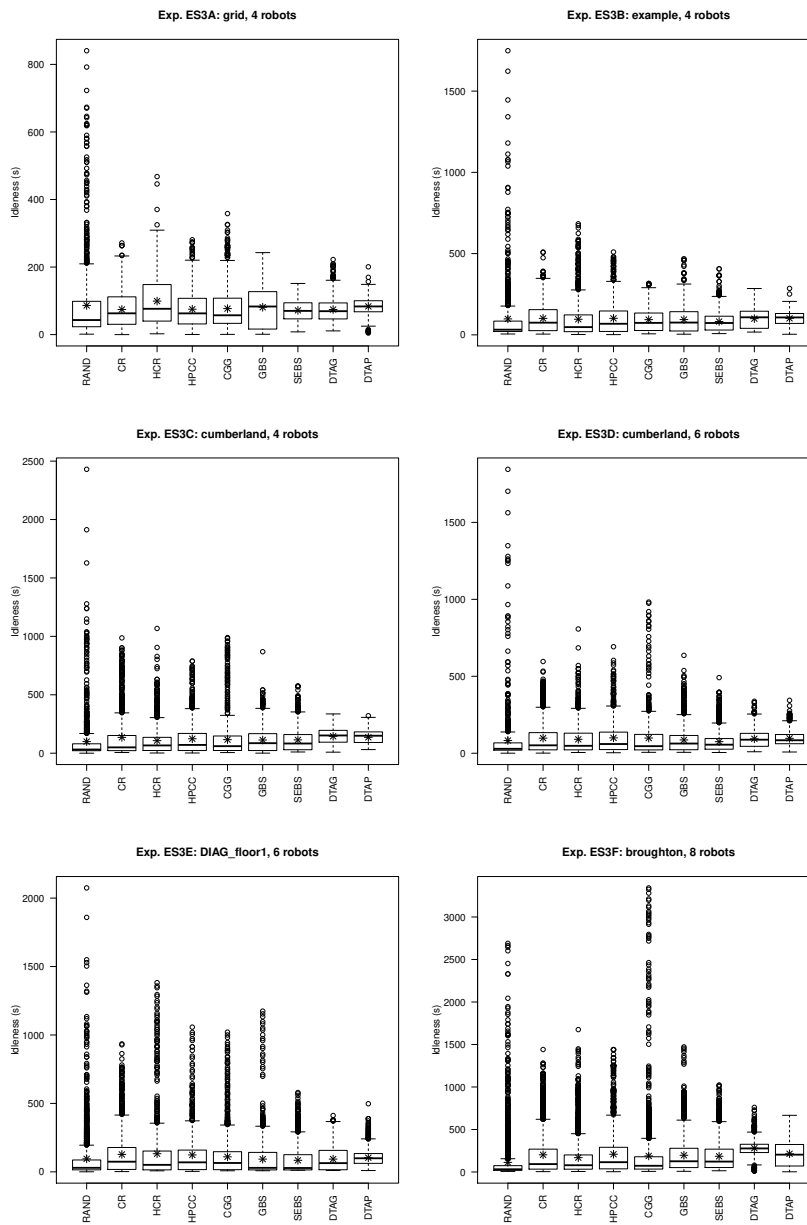 Exp. ES3A: grid, 4 robots
Idleness (s)
800
600
400
200
0
RAND
CR
HCR
HPCC
CGG
GBS
SEBS
DTAG
DTAP
Exp. ES3B: example, 4 robots
Idleness (s)
1500
1000
500
0
RAND
CR
HCR
HPCC
CGG
GBS
SEBS
DTAG
DTAP
Exp. ES3C: cumberland, 4 robots
Idleness (s)
2500
2000
1500
1000
500
0
RAND
CR
HCR
HPCC
CGG
GBS
SEBS
DTAG
DTAP
Exp. ES3D: cumberland, 6 robots
Idleness (s)
1500
1000
500
0
RAND
CR
HCR
HPCC
CGG
GBS
SEBS
DTAG
DTAP
Exp. ES3E: DIAG_floor1, 6 robots
Idleness (s)
2000
1500
1000
500
0
RAND
CR
HCR
HPCC
CGG
GBS
SEBS
DTAG
DTAP
Exp. ES3F: broughton, 8 robots
Idleness (s)
3000
2500
2000
1500
1000
500
0
RAND
CR
HCR
HPCC
CGG
GBS
SEBS
DTAG
DTAP